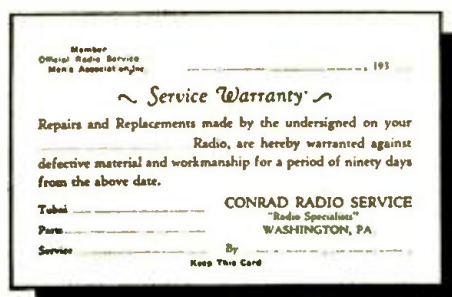 Member
Official Radio Service
Men's Association, Inc
, 193
Service Warranty
Repairs and Replacements made by the undersigned on your
Radio, are hereby warranted against
defective material and workmanship for a period of ninety days
from the above date.
Tubes
CONRAD RADIO SERVICE
"Radio Specialists"
Parts
WASHINGTON, PA
Service
By
Keep This Card